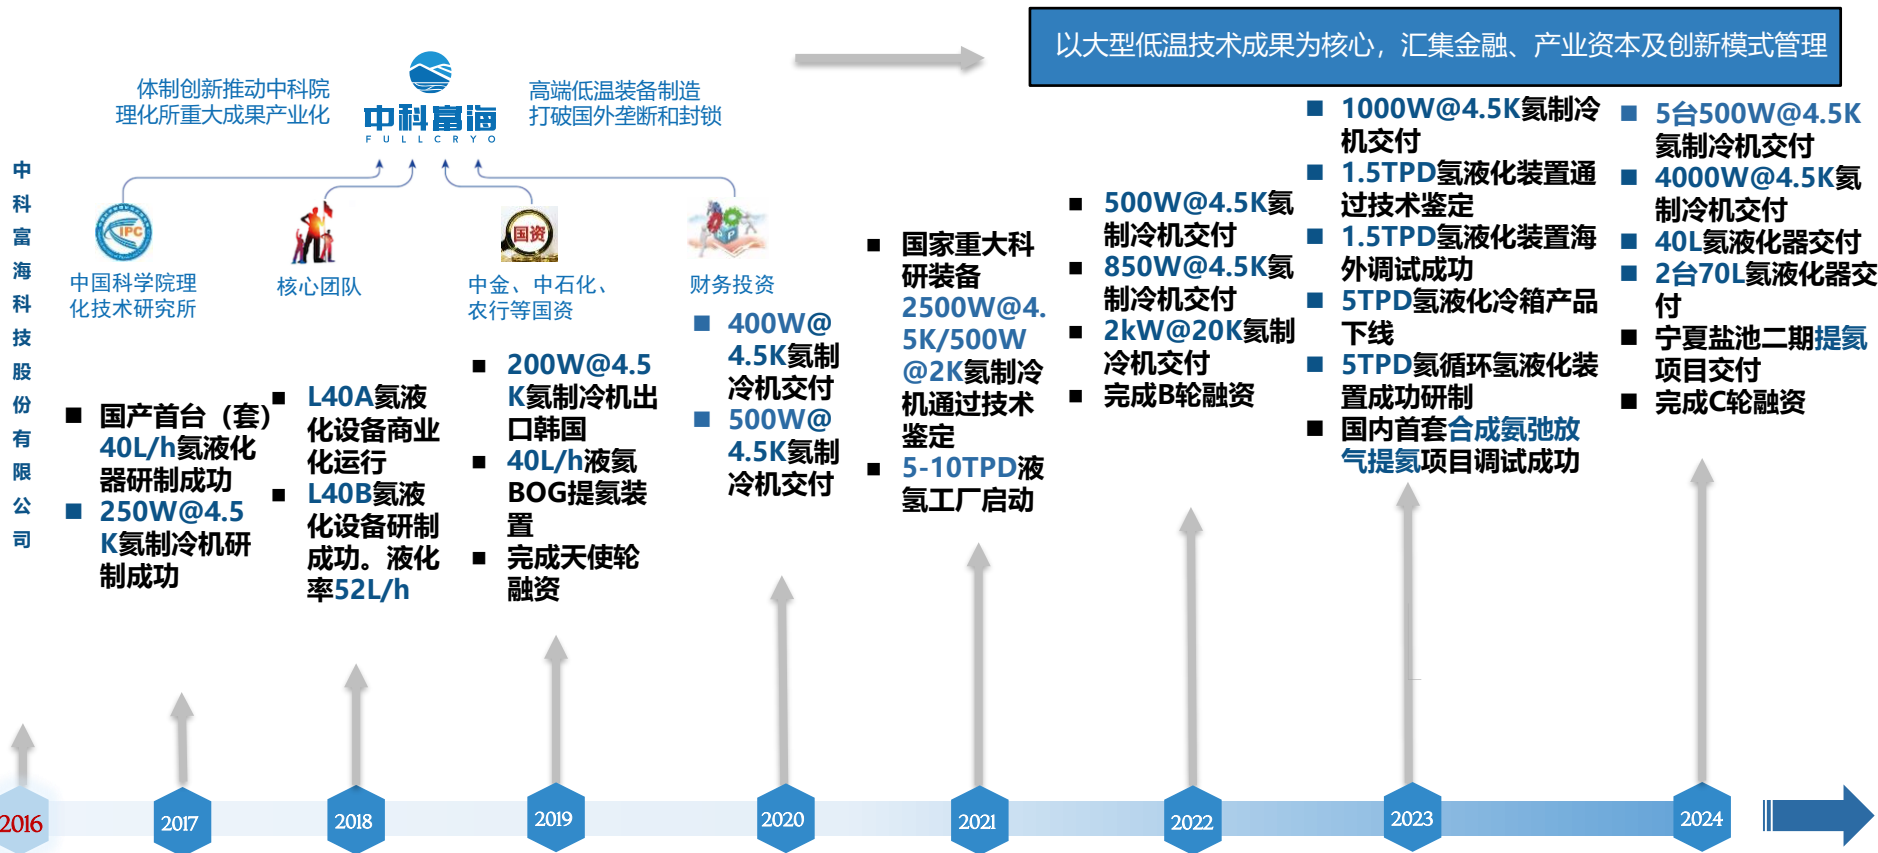 以大型低温技术成果为核心，汇集金融、产业资本及创新模式管理
体制创新推动中科院
理化所重大成果产业化
中科富海
FULLCRYO
高端低温装备制造
打破国外垄断和封锁
中科富海科技股份有限公司
IPC
中国科学院理
化技术研究所
核心团队
国资
中金、中石化、
农行等国资
财务投资
国产首台（套）
40L/h氦液化
器研制成功
250W@4.5
K氦制冷机研
制成功
L40A氦液
化设备商业
化运行
L40B氦液
化设备研制
成功。液化
率52L/h
200W@4.5
K氦制冷机出
口韩国
40L/h液氦
BOG提氦装
置
完成天使轮
融资
400W@
4.5K氦制
冷机交付
500W@
4.5K氦制
冷机交付
国家重大科
研装备
2500W@4.
5K/500W
@2K氦制冷
机通过技术
鉴定
5-10TPD液
氢工厂启动
500W@4.5K氦
制冷机交付
850W@4.5K氦
制冷机交付
2kW@20K氦制
冷机交付
完成B轮融资
1000W@4.5K氦制冷
机交付
1.5TPD氢液化装置通
过技术鉴定
1.5TPD氢液化装置海
外调试成功
5TPD氢液化冷箱产品
下线
5TPD氦循环氢液化装
置成功研制
国内首套合成氨弛放
气提氦项目调试成功
5台500W@4.5K
氦制冷机交付
4000W@4.5K氦
制冷机交付
40L氦液化器交付
2台70L氦液化器交
付
宁夏盐池二期提氦
项目交付
完成C轮融资
2016
2017
2018
2019
2020
2021
2022
2023
2024